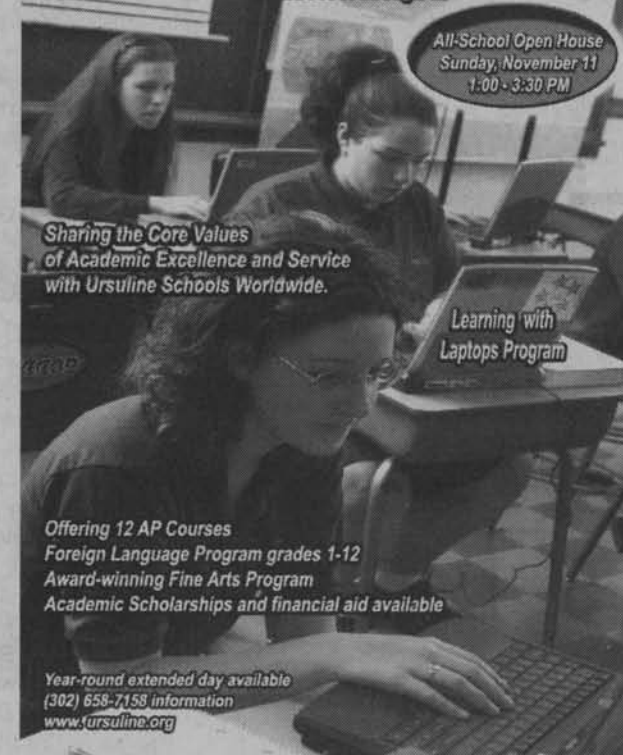 All-School Open House
Sunday, November 11
1:00 - 3:30 PM
Sharing the Core Values
of Academic Excellence and Service
with Ursuline Schools Worldwide.
Learning with
Laptops Program
Offering 12 AP Courses
Foreign Language Program grades 1-12
Award-winning Fine Arts Program
Academic Scholarships and financial aid available
Year-round extended day available
(302) 658-7158 information
www.ursuline.org